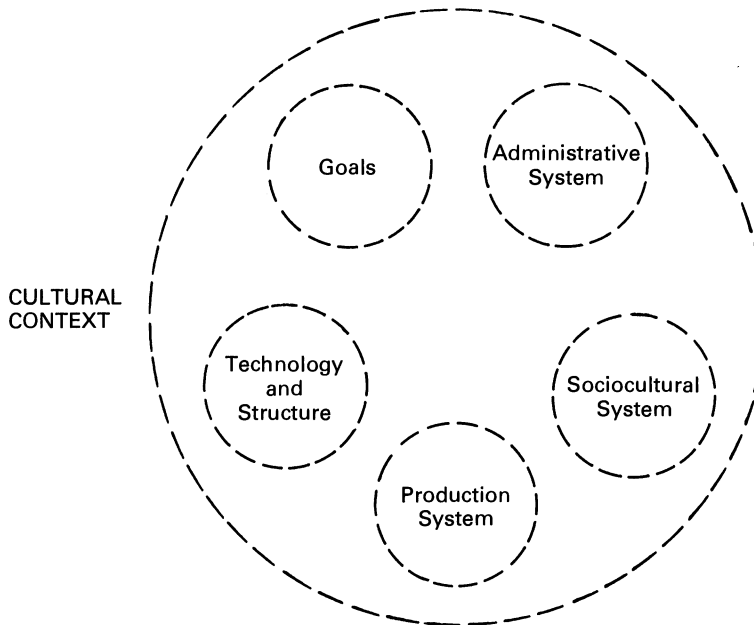 Goals
Administrative
System
CULTURAL
CONTEXT
Technology
and
Structure
Sociocultural
System
Production
System